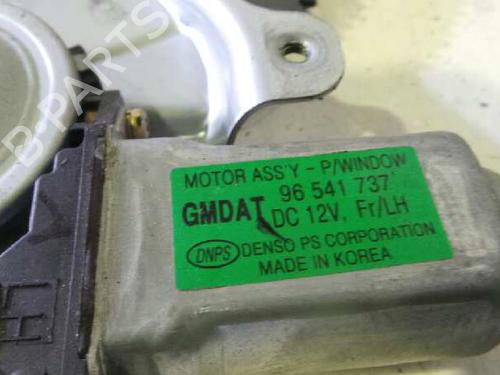 MOTOR ASS'Y - P/WINDOW
96 541 737
GMDAT DC 12V, Fr/LH
DNPS DENSO PS CORPORATION
MADE IN KOREA
B-PARTS